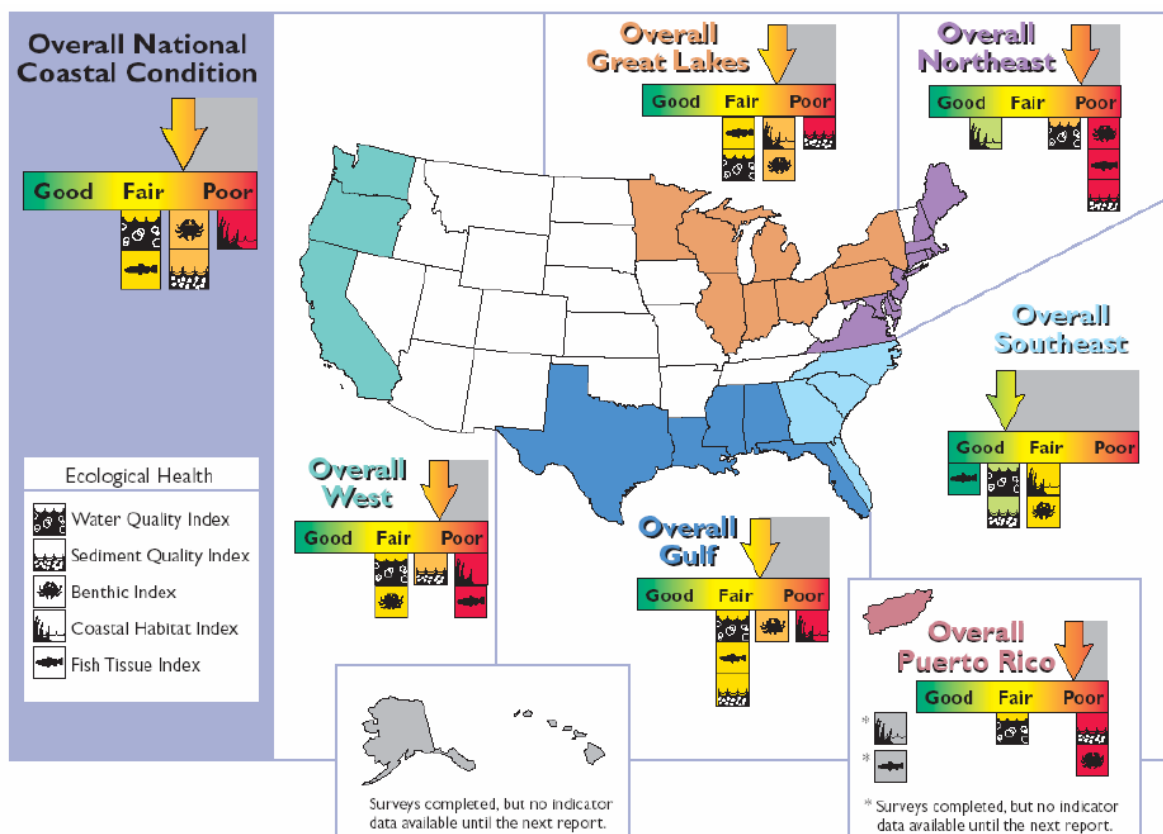 Overall National
Coastal Condition
Good Fair Poor
Ecological Health
Water Quality Index
Sediment Quality Index
Benthic Index
Coastal Habitat Index
Fish Tissue Index
Overall
Great Lakes
Good Fair Poor
Overall
Northeast
Good Fair Poor
Overall
Southeast
Good Fair Poor
Overall
West
Good Fair Poor
Overall
Gulf
Good Fair Poor
Overall
Puerto Rico
Good Fair Poor
*
*
* Surveys completed, but no indicator
data available until the next report.
Surveys completed, but no indicator
data available until the next report.